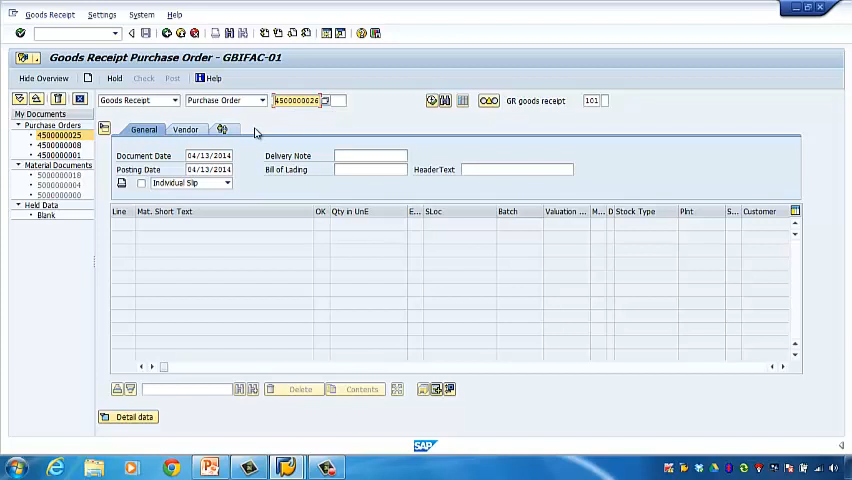 Goods Receipt Settings System Help
Goods Receipt Purchase Order - GBIFAC-01
Hide Overview Hold Check Post Help
Goods Receipt Purchase Order 4500000026 GR goods receipt 101
My Documents
Purchase Orders
4500000025
4500000008
4500000001
Material Documents
5000000018
5000000004
5000000000
Held Data
Blank
General Vendor
Document Date 04/13/2014 Delivery Note
Posting Date 04/13/2014 Bill of Lading HeaderText
Individual Slip
Line Mat. Short Text OK Qty in UnE E... SLoc Batch Valuation ... M... D Stock Type Plnt S... Customer
Delete Contents
Detail data
SAP